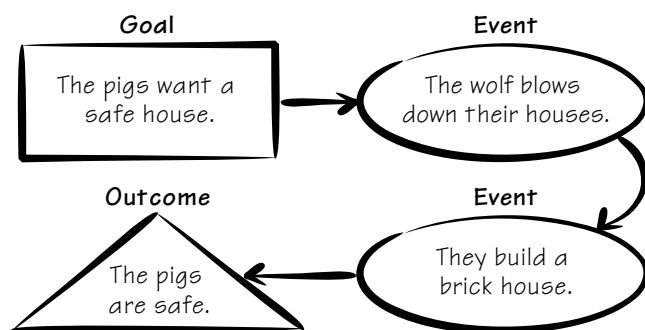 Goal
The pigs want a
safe house.
Event
The wolf blows
down their houses.
Event
They build a
brick house.
Outcome
The pigs
are safe.